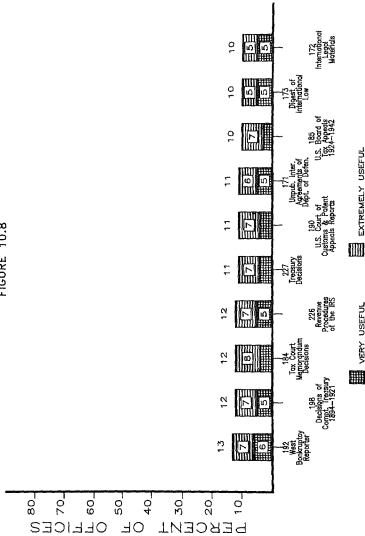 FIGURE 10.8
PERCENT OF OFFICES
80
70
60
50
40
30
20
10
13
7
6
192
West
Bankruptcy
Reporter
12
7
5
198
Decisions of
Compt. Treasury
1894-1921
12
8
184
Tax Court
Memorandum
Decisions
12
7
5
226
Revenue
Procedures
of the IRS
11
7
227
Treasury
Decisions
11
7
190
U.S. Court of
Customs & Patent
Appeals Reports
11
6
5
171
Unpub. Inter.
Agreements of
Dept. of Defen.
10
7
185
U.S. Board of
Tax Appeals
1924-1942
10
5
5
173
Digest of
International
Law
10
5
5
172
International
Legal
Materials
VERY USEFUL
EXTREMELY USEFUL